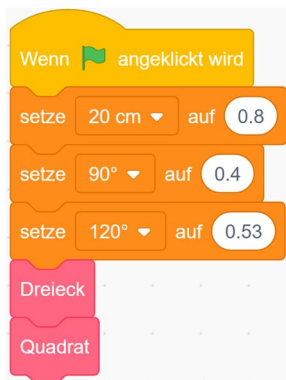 Wenn angeklickt wird
setze 20 cm auf 0.8
setze 90° auf 0.4
setze 120° auf 0.53
Dreieck
Quadrat